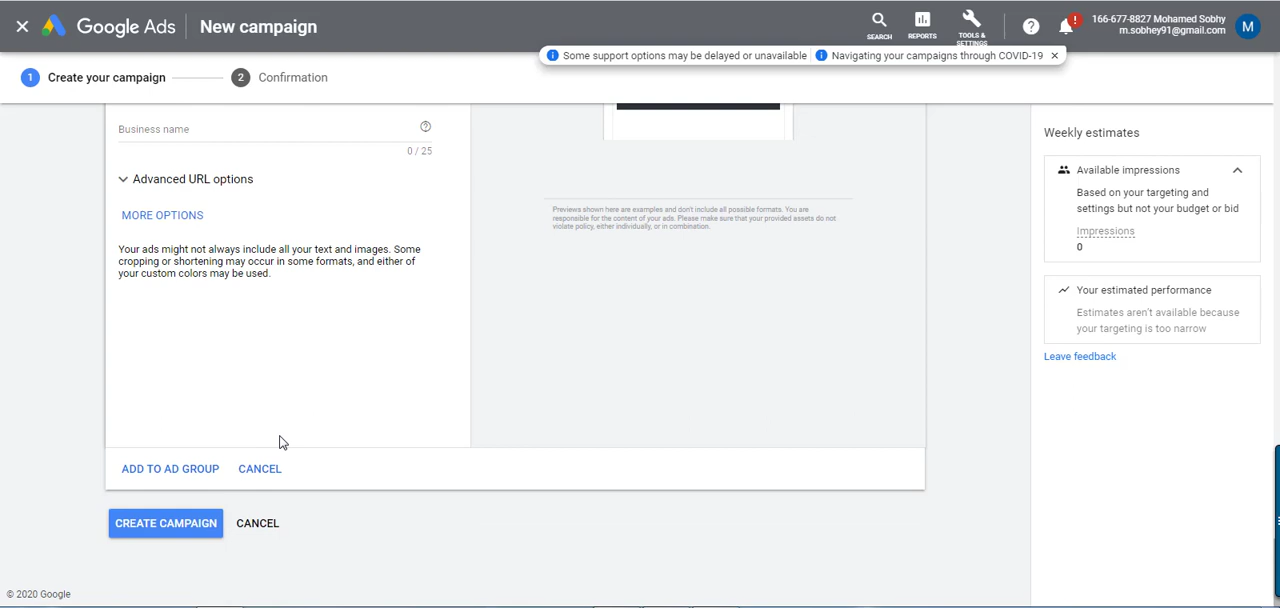 Google Ads
New campaign
SEARCH
REPORTS
TOOLS &
SETTINGS
?
!
166-677-8827 Mohamed Sobhy
m.sobhey91@gmail.com
M
Some support options may be delayed or unavailable
Navigating your campaigns through COVID-19
1 Create your campaign
2 Confirmation
Business name
0 / 25
Advanced URL options
MORE OPTIONS
Your ads might not always include all your text and images. Some
cropping or shortening may occur in some formats, and either of
your custom colors may be used.
Previews shown here are examples and don't include all possible formats. You are
responsible for the content of your ads. Please make sure that your provided assets do not
violate policy, either individually, or in combination.
ADD TO AD GROUP
CANCEL
CREATE CAMPAIGN
CANCEL
Weekly estimates
Available impressions
Based on your targeting and
settings but not your budget or bid
Impressions
0
Your estimated performance
Estimates aren't available because
your targeting is too narrow
Leave feedback
© 2020 Google